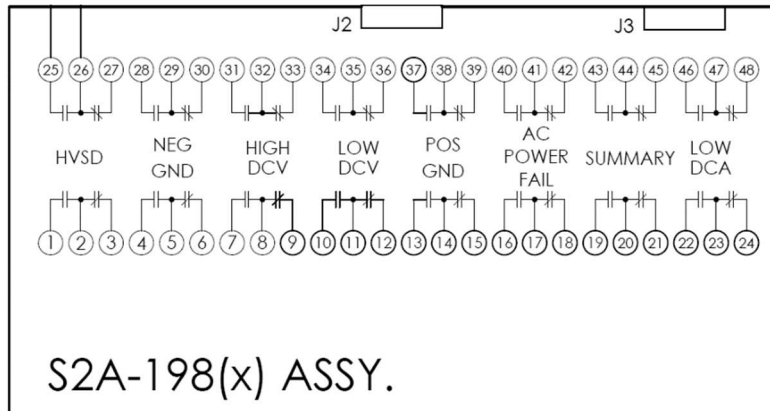 J2 J3
25 26 27 28 29 30 31 32 33 34 35 36 37 38 39 40 41 42 43 44 45 46 47 48
HVSD
NEG
GND
HIGH
DCV
LOW
DCV
POS
GND
AC
POWER
FAIL
SUMMARY
LOW
DCA
1 2 3 4 5 6 7 8 9 10 11 12 13 14 15 16 17 18 19 20 21 22 23 24
S2A-198(x) ASSY.